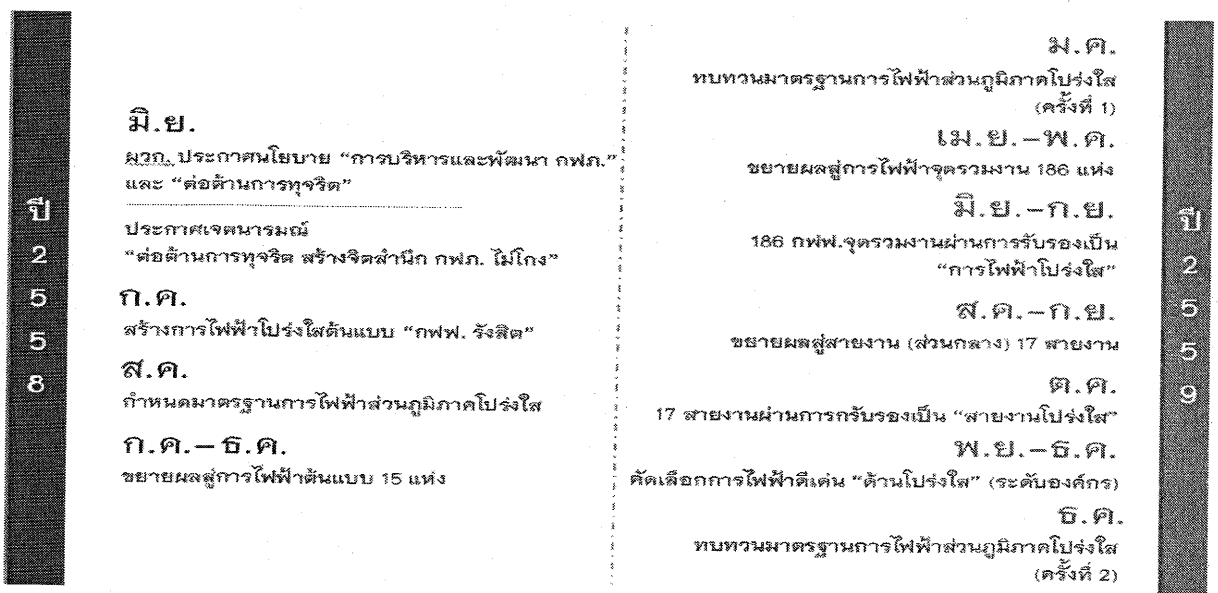 ปี
2
5
5
8
มิ.ย.
ผวก. ประกาศนโยบาย “การบริหารและพัฒนา กฟภ.”
และ “ต่อต้านการทุจริต”
ประกาศเจตนารมณ์
“ต่อต้านการทุจริต สร้างจิตสำนึก กฟภ. ไม่โกง”
ก.ค.
สร้างการไฟฟ้าโปร่งใสต้นแบบ “กฟฟ. รังสิต”
ส.ค.
กำหนดมาตรฐานการไฟฟ้าส่วนภูมิภาคโปร่งใส
ก.ค.–ธ.ค.
ขยายผลสู่การไฟฟ้าต้นแบบ 15 แห่ง
ม.ค.
ทบทวนมาตรฐานการไฟฟ้าส่วนภูมิภาคโปร่งใส
(ครั้งที่ 1)
เม.ย.–พ.ค.
ขยายผลสู่การไฟฟ้าจุดรวมงาน 186 แห่ง
มิ.ย.–ก.ย.
186 กฟฟ.จุดรวมงานผ่านการรับรองเป็น
“การไฟฟ้าโปร่งใส”
ส.ค.–ก.ย.
ขยายผลสู่สายงาน (ส่วนกลาง) 17 สายงาน
ต.ค.
17 สายงานผ่านการกรับรองเป็น “สายงานโปร่งใส”
พ.ย.–ธ.ค.
คัดเลือกการไฟฟ้าดีเด่น “ด้านโปร่งใส” (ระดับองค์กร)
ธ.ค.
ทบทวนมาตรฐานการไฟฟ้าส่วนภูมิภาคโปร่งใส
(ครั้งที่ 2)
ปี
2
5
5
9